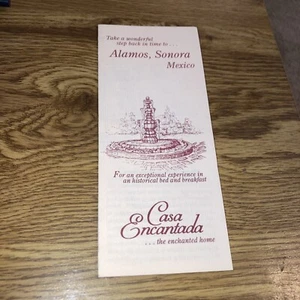 Take a wonderful
step back in time to . . .
Alamos, Sonora
Mexico
For an exceptional experience in
an historical bed and breakfast
Casa
Encantada
. . . the enchanted home